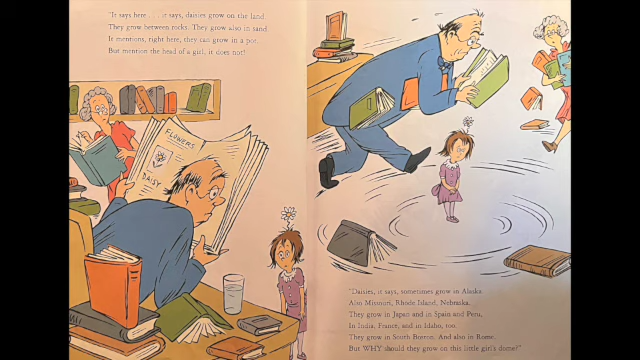 "It says here . . . it says, daisies grow on the land.
They grow between rocks. They grow also in sand.
It mentions, right here, they can grow in a pot.
But mention the head of a girl, it does not!
FLOWERS
DAISY
"Daisies, it says, sometimes grow in Alaska
Also Missouri, Rhode Island, Nebraska.
They grow in Japan and in Spain and Peru,
In India, France, and in Idaho, too.
They grow in South Boston. And also in Rome.
But WHY should they grow on this little girl's dome?"